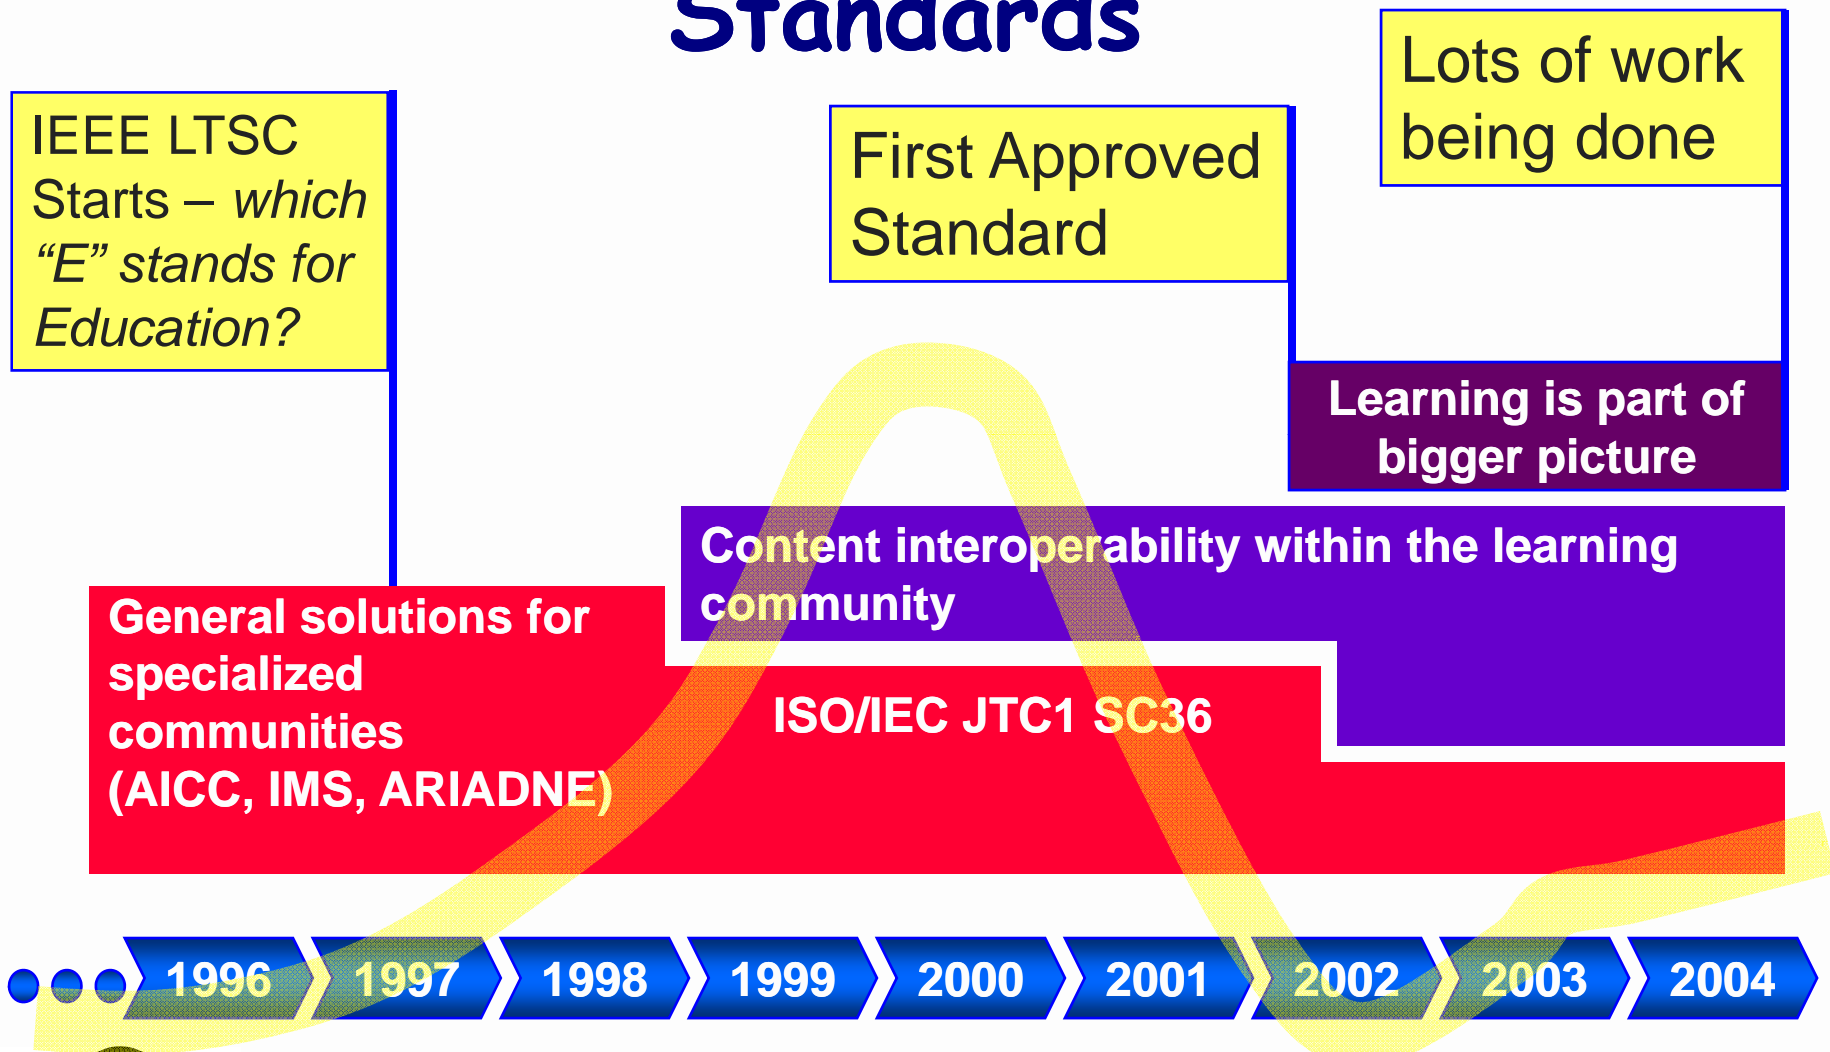 Standards
IEEE LTSC
Starts – which
“E” stands for
Education?
First Approved
Standard
Lots of work
being done
Learning is part of
bigger picture
Content interoperability within the learning
community
General solutions for
specialized
communities
(AICC, IMS, ARIADNE)
ISO/IEC JTC1 SC36
1996 1997 1998 1999 2000 2001 2002 2003 2004